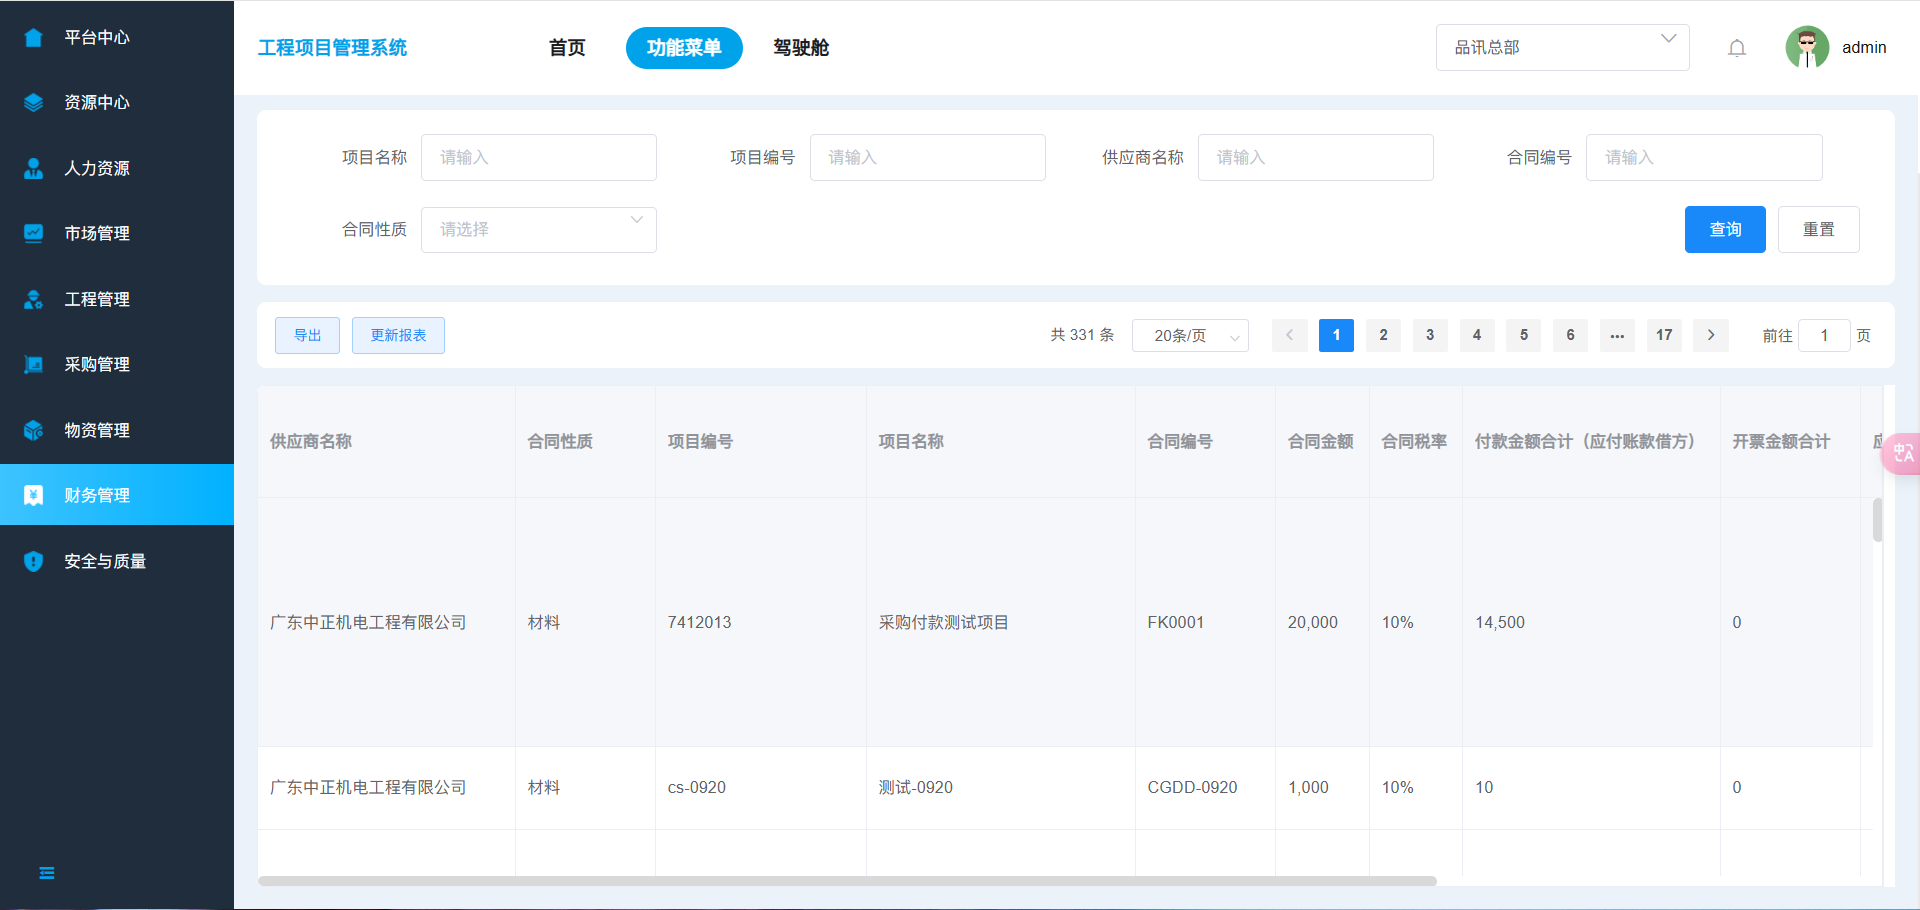 平台中心
资源中心
人力资源
市场管理
工程管理
采购管理
物资管理
财务管理
安全与质量
工程项目管理系统 首页 功能菜单 驾驶舱 品讯总部 admin
项目名称 请输入 项目编号 请输入 供应商名称 请输入 合同编号 请输入
合同性质 请选择 查询 重置
导出 更新报表 共 331 条 20条/页 1 2 3 4 5 6 ••• 17 前往 1 页
供应商名称 合同性质 项目编号 项目名称 合同编号 合同金额 合同税率 付款金额合计（应付账款借方） 开票金额合计
广东中正机电工程有限公司 材料 7412013 采购付款测试项目 FK0001 20,000 10% 14,500 0
广东中正机电工程有限公司 材料 cs-0920 测试-0920 CGDD-0920 1,000 10% 10 0